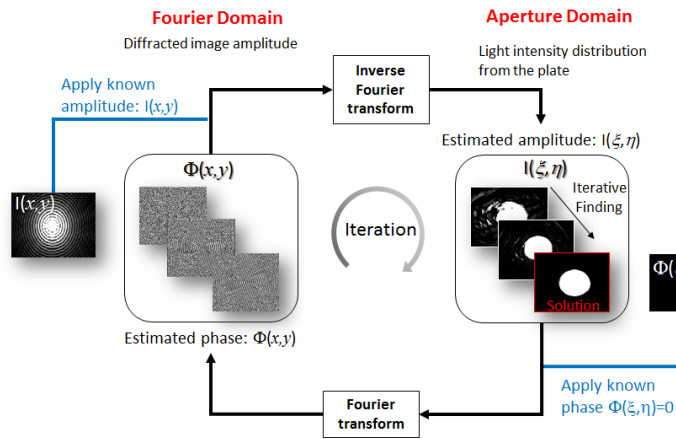 Fourier Domain
Diffracted image amplitude
Aperture Domain
Light intensity distribution
from the plate
Apply known
amplitude: I(x,y)
Inverse
Fourier
transform
Estimated amplitude: I(ξ,η)
Φ(x,y)
I(ξ,η)
Iterative
Finding
I(x,y)
Iteration
Solution
Φ(
Estimated phase: Φ(x,y)
Fourier
transform
Apply known
phase Φ(ξ,η)=0